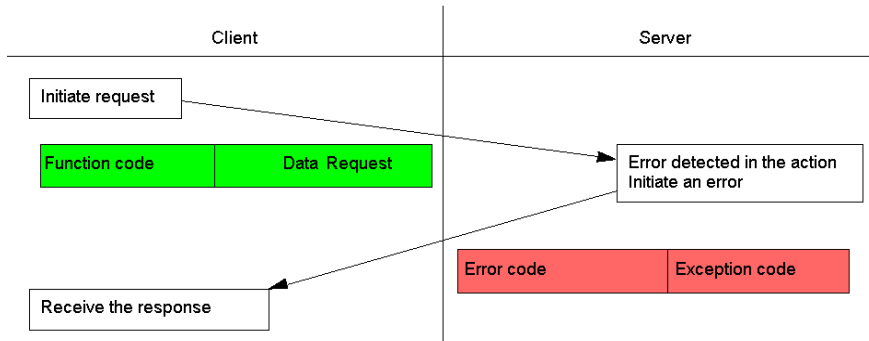 Client
Server
Initiate request
Function code
Data Request
Error detected in the action
Initiate an error
Error code
Exception code
Receive the response